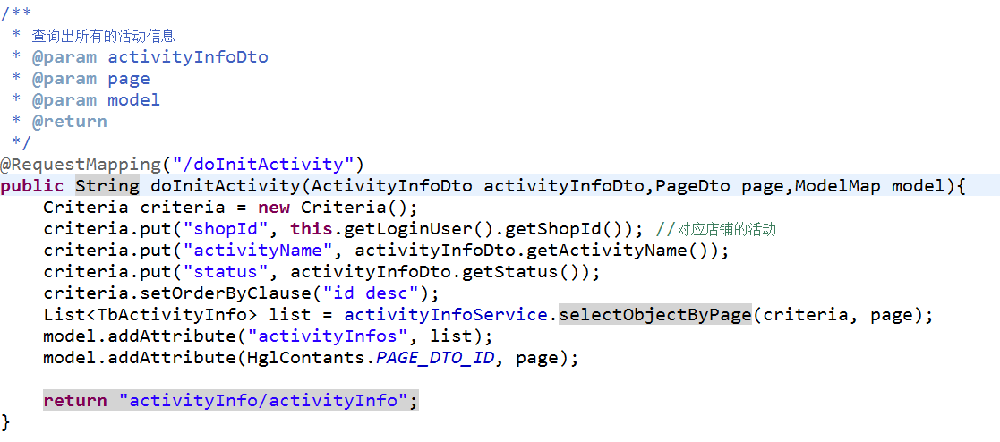 /**
 * 查询出所有的活动信息
 * @param activityInfoDto
 * @param page
 * @param model
 * @return
 */
@RequestMapping("/doInitActivity")
public String doInitActivity(ActivityInfoDto activityInfoDto,PageDto page,ModelMap model){
    Criteria criteria = new Criteria();
    criteria.put("shopId", this.getLoginUser().getShopId()); //对应店铺的活动
    criteria.put("activityName", activityInfoDto.getActivityName());
    criteria.put("status", activityInfoDto.getStatus());
    criteria.setOrderByClause("id desc");
    List<TbActivityInfo> list = activityInfoService.selectObjectByPage(criteria, page);
    model.addAttribute("activityInfos", list);
    model.addAttribute(HglContants.PAGE_DTO_ID, page);
    return "activityInfo/activityInfo";
}